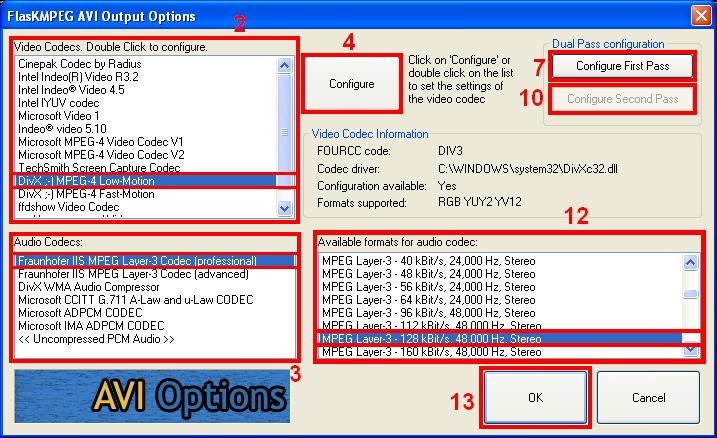 FlasKMPEG AVI Output Options
2
Video Codecs. Double Click to configure.
Cinepak Codec by Radius
Intel Indeo(R) Video R3.2
Intel Indeo® Video 4.5
Intel IYUV codec
Microsoft Video 1
Indeo® video 5.10
Microsoft MPEG-4 Video Codec V1
Microsoft MPEG-4 Video Codec V2
TechSmith Screen Capture Codec
DivX ;-) MPEG-4 Low-Motion
DivX ;-) MPEG-4 Fast-Motion
ffdshow Video Codec
4
Configure
Click on 'Configure' or
double click on the list
to set the settings of
the video codec
Dual Pass configuration
7
Configure First Pass
10
Configure Second Pass
Video Codec Information
FOURCC code: DIV3
Codec driver: C:\WINDOWS\system32\DivXc32.dll
Configuration available: Yes
Formats supported: RGB YUY2 YV12
Audio Codecs:
Fraunhofer IIS MPEG Layer-3 Codec (professional)
Fraunhofer IIS MPEG Layer-3 Codec (advanced)
DivX WMA Audio Compressor
Microsoft CCITT G.711 A-Law and u-Law CODEC
Microsoft ADPCM CODEC
Microsoft IMA ADPCM CODEC
<< Uncompressed PCM Audio >>
3
12
Available formats for audio codec:
MPEG Layer-3 - 40 kBit/s, 24,000 Hz, Stereo
MPEG Layer-3 - 48 kBit/s, 24,000 Hz, Stereo
MPEG Layer-3 - 56 kBit/s, 24,000 Hz, Stereo
MPEG Layer-3 - 64 kBit/s, 24,000 Hz, Stereo
MPEG Layer-3 - 96 kBit/s, 48,000 Hz, Stereo
MPEG Layer-3 - 112 kBit/s, 48,000 Hz, Stereo
MPEG Layer-3 - 128 kBit/s, 48,000 Hz, Stereo
MPEG Layer-3 - 160 kBit/s, 48,000 Hz, Stereo
AVI Options
13
OK
Cancel